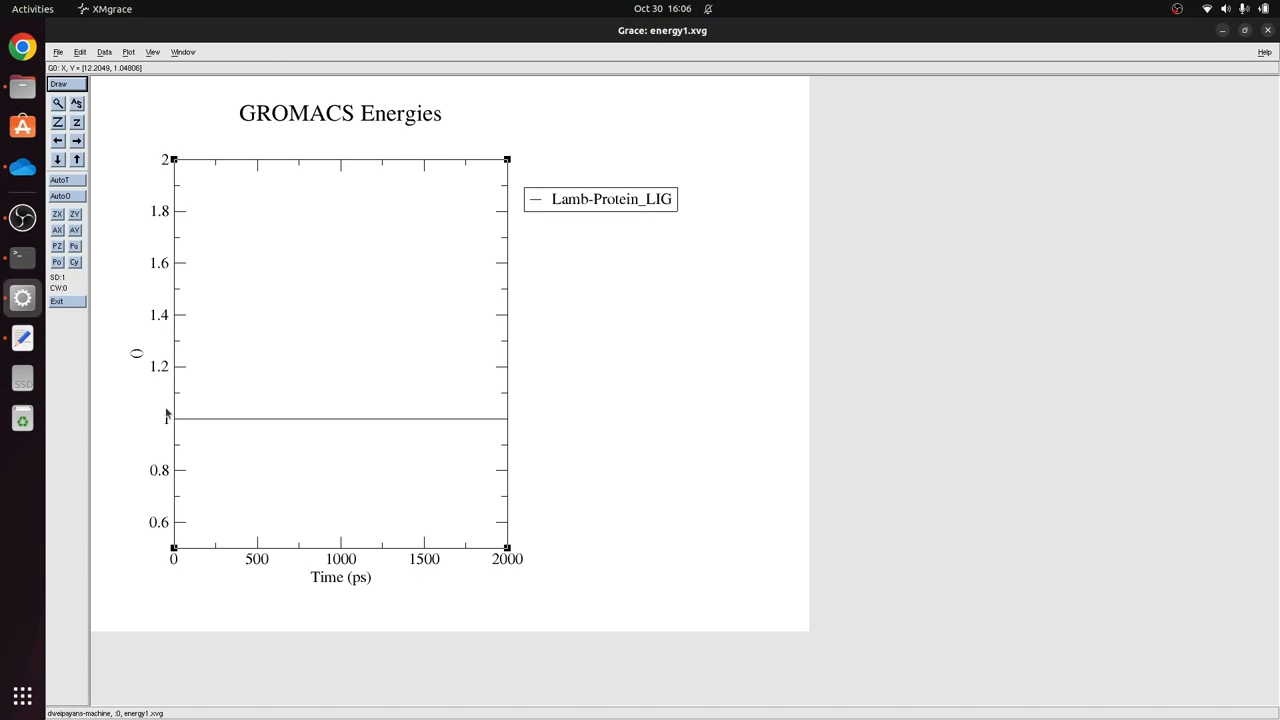 Activities XMgrace Oct 30 16:06
Grace: energy1.xvg
File Edit Data Plot View Window Help
G0: X, Y = [12.2049, 1.04806]
Draw
GROMACS Energies
AS
Z z
AutoT
AutoO
ZX ZY
AX AY
PZ Pu
Po Cy
SD:1
CW:0
Exit
2
1.8
1.6
1.4
1.2
1
0.8
0.6
()
Lamb-Protein_LIG
0 500 1000 1500 2000
Time (ps)
SSD
dweipayans-machine, :0, energy1.xvg